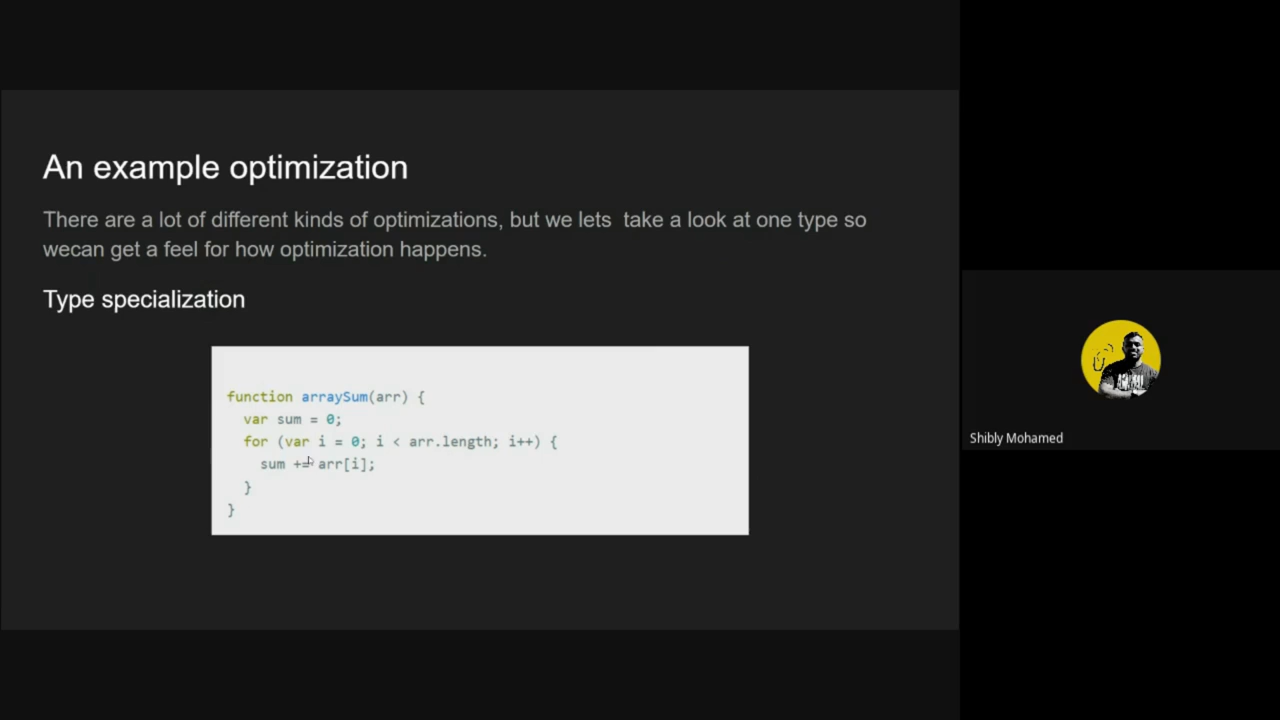 An example optimization
There are a lot of different kinds of optimizations, but we lets  take a look at one type so
wecan get a feel for how optimization happens.
Type specialization
function arraySum(arr) {
  var sum = 0;
  for (var i = 0; i < arr.length; i++) {
    sum += arr[i];
  }
}
Shibly Mohamed